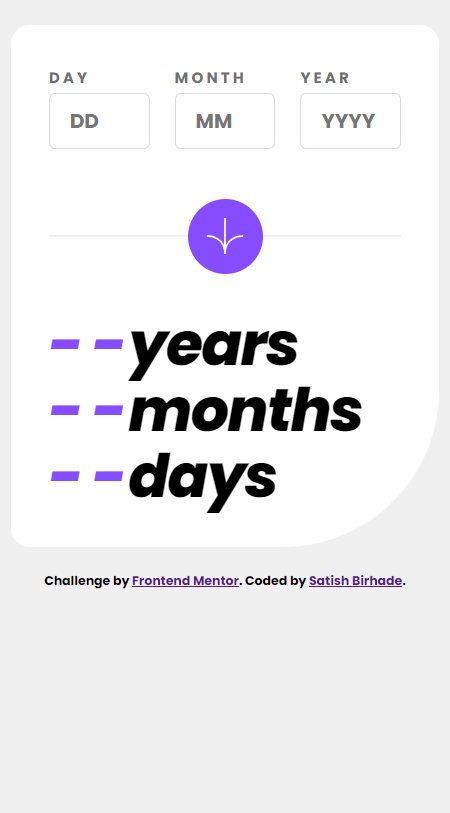 DAY MONTH YEAR
DD MM YYYY
- -years
- -months
- -days
Challenge by Frontend Mentor. Coded by Satish Birhade.